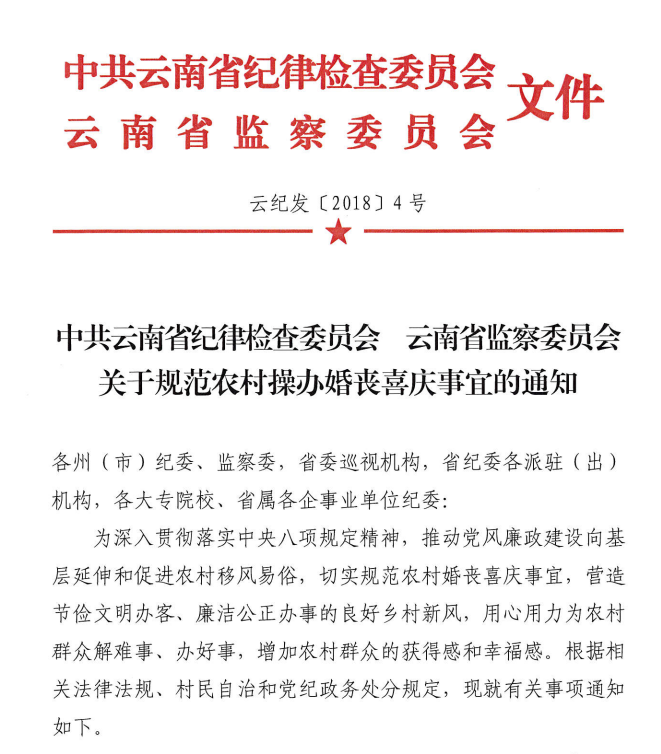 中共云南省纪律检查委员会
云南省监察委员会
文件
云纪发〔2018〕4号
中共云南省纪律检查委员会 云南省监察委员会
关于规范农村操办婚丧喜庆事宜的通知
各州（市）纪委、监察委，省委巡视机构，省纪委各派驻（出）
机构，各大专院校、省属各企事业单位纪委：
为深入贯彻落实中央八项规定精神，推动党风廉政建设向基
层延伸和促进农村移风易俗，切实规范农村婚丧喜庆事宜，营造
节俭文明办客、廉洁公正办事的良好乡村新风，用心用力为农村
群众解难事、办好事，增加农村群众的获得感和幸福感。根据相
关法律法规、村民自治和党纪政务处分规定，现就有关事项通知
如下。